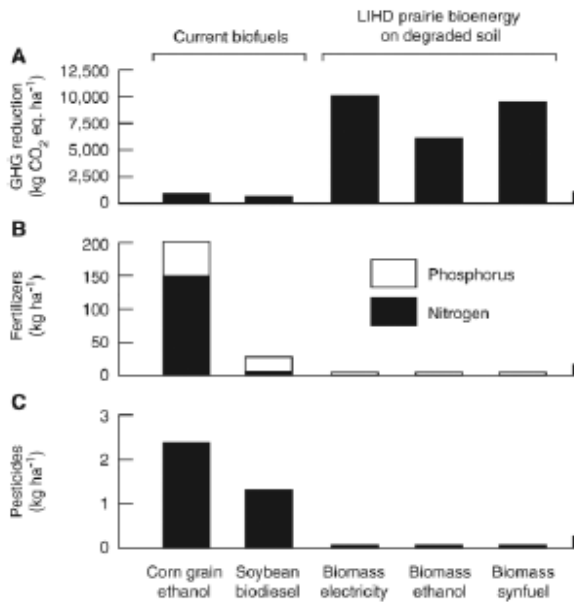 Current biofuels
LIHD prairie bioenergy
on degraded soil
A
GHG reduction
(kg CO₂ eq. ha⁻¹)
12,500
10,000
7,500
5,000
2,500
0
B
Fertilizers
(kg ha⁻¹)
200
150
100
50
0
Phosphorus
Nitrogen
C
Pesticides
(kg ha⁻¹)
3
2
1
0
Corn grain
ethanol
Soybean
biodiesel
Biomass
electricity
Biomass
ethanol
Biomass
synfuel